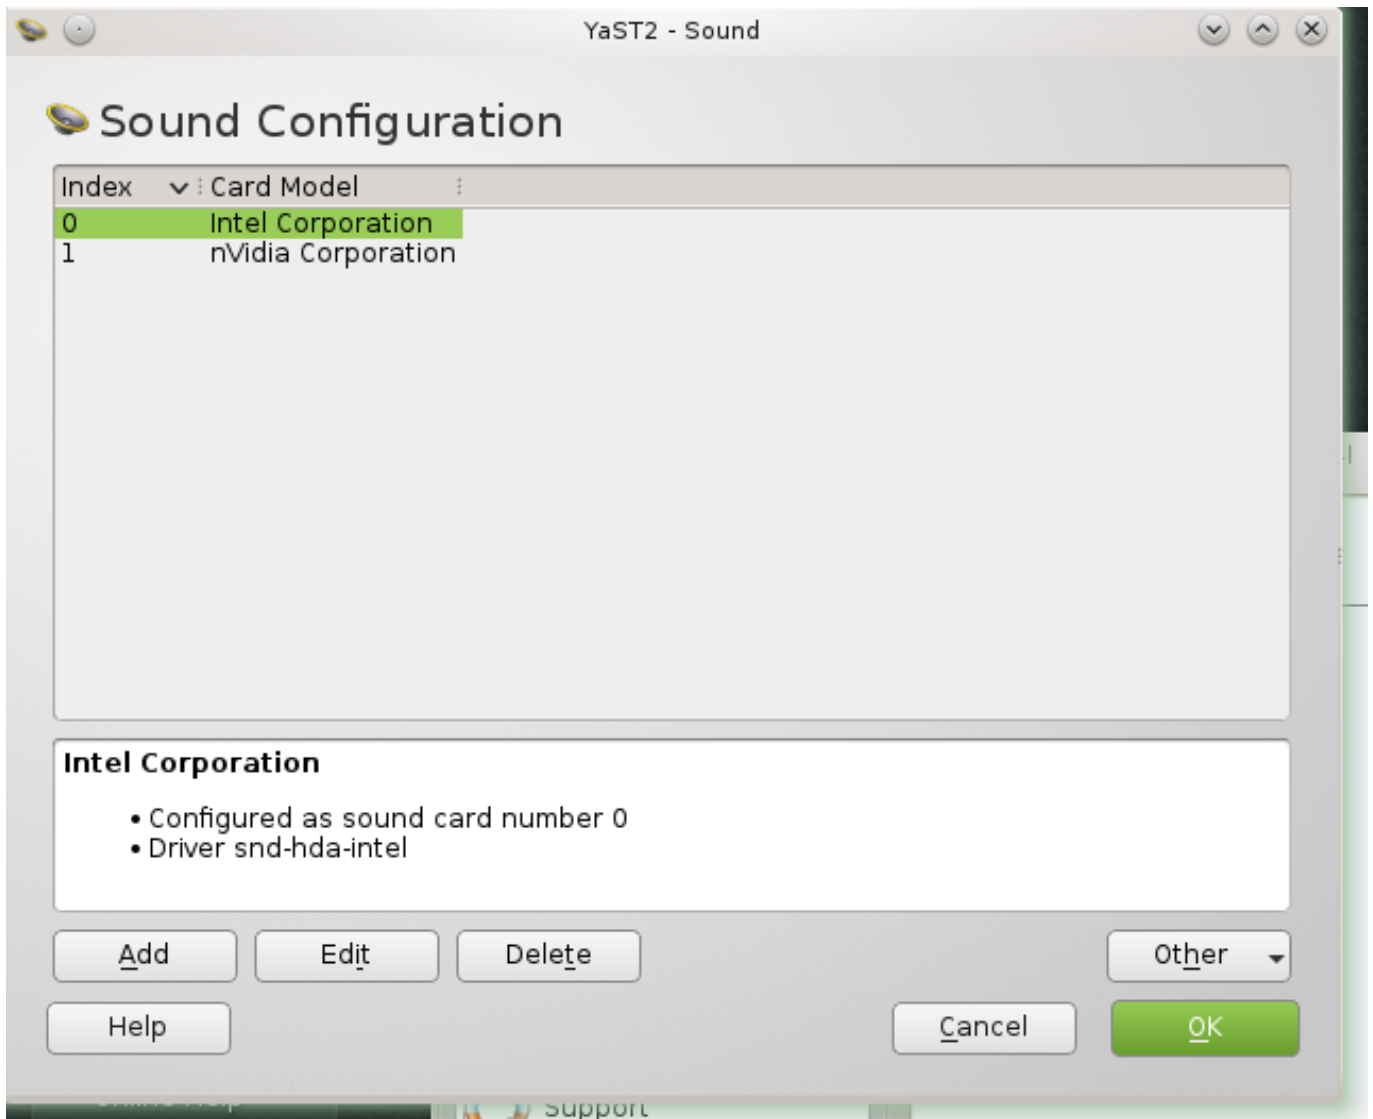 YaST2 - Sound
Sound Configuration
Index Card Model
0 Intel Corporation
1 nVidia Corporation
Intel Corporation
• Configured as sound card number 0
• Driver snd-hda-intel
Add Edit Delete Other
Help Cancel OK
Support